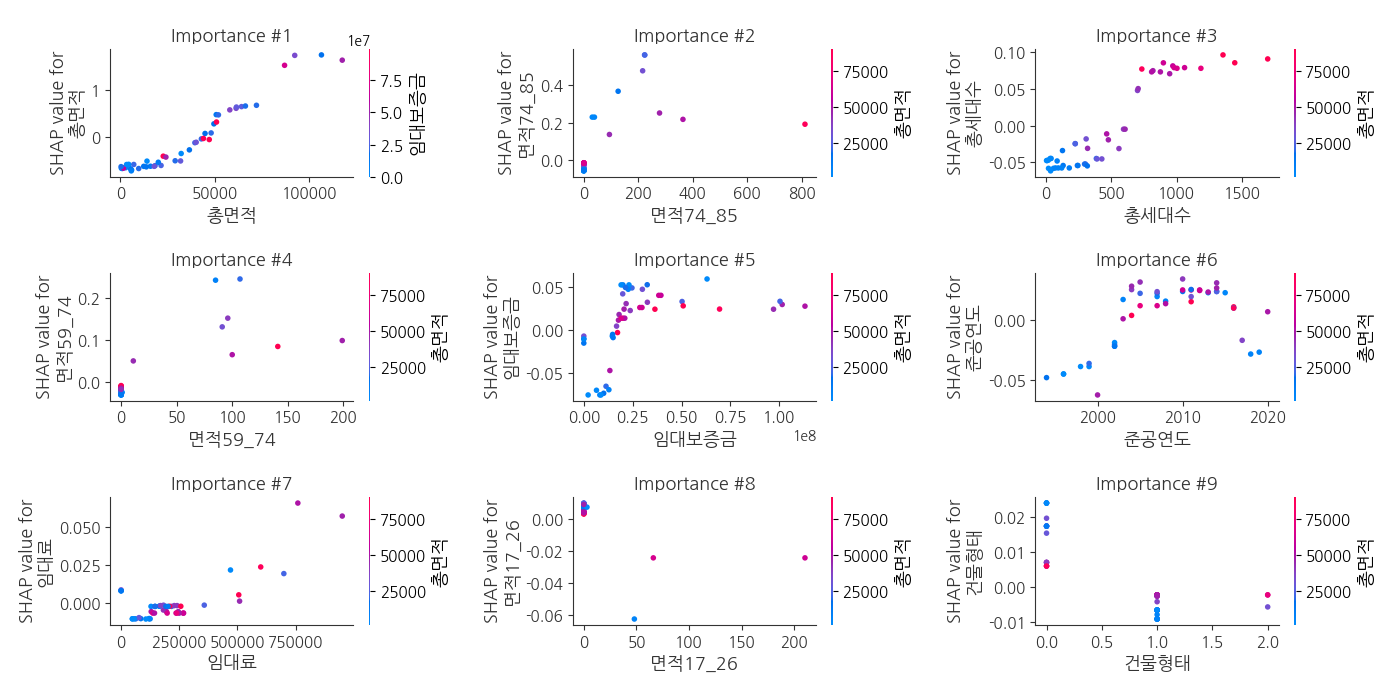 Importance #1
SHAP value for
총면적
1
0
0
50000
100000
총면적
1e7
7.5
5.0
2.5
0.0
임대보증금
Importance #2
SHAP value for
면적74_85
0.4
0.2
0.0
0
200
400
600
800
면적74_85
75000
50000
25000
총면적
Importance #3
SHAP value for
총세대수
0.10
0.05
0.00
-0.05
0
500
1000
1500
총세대수
75000
50000
25000
총면적
Importance #4
SHAP value for
면적59_74
0.2
0.1
0.0
0
50
100
150
200
면적59_74
75000
50000
25000
총면적
Importance #5
SHAP value for
임대보증금
0.05
0.00
-0.05
0.00
0.25
0.50
0.75
1.00
1e8
임대보증금
75000
50000
25000
총면적
Importance #6
SHAP value for
준공연도
0.00
-0.05
2000
2010
2020
준공연도
75000
50000
25000
총면적
Importance #7
SHAP value for
임대료
0.050
0.025
0.000
0
250000
500000
750000
임대료
75000
50000
25000
총면적
Importance #8
SHAP value for
면적17_26
0.00
-0.02
-0.04
-0.06
0
50
100
150
200
면적17_26
75000
50000
25000
총면적
Importance #9
SHAP value for
건물형태
0.02
0.01
0.00
-0.01
0.0
0.5
1.0
1.5
2.0
건물형태
75000
50000
25000
총면적